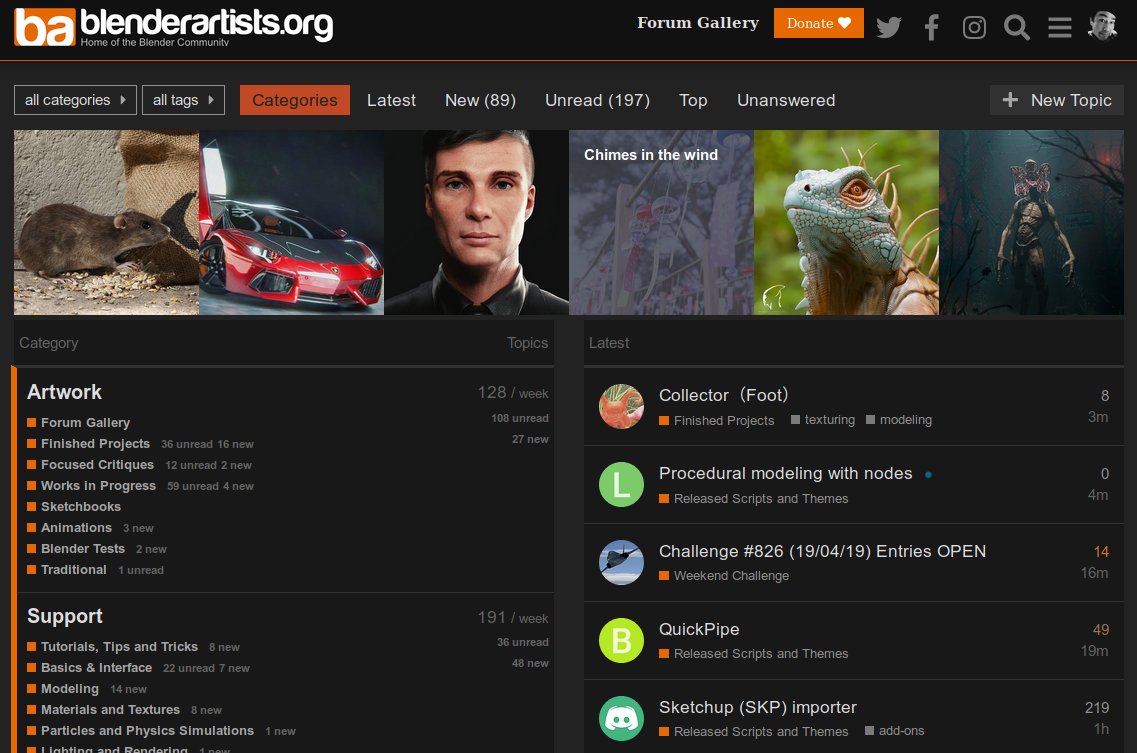 ba blenderartists.org
Home of the Blender Community
Forum Gallery
Donate
all categories
all tags
Categories
Latest
New (89)
Unread (197)
Top
Unanswered
New Topic
Chimes in the wind
Category
Topics
Artwork
128 / week
Forum Gallery
108 unread
Finished Projects 36 unread 16 new
27 new
Focused Critiques 12 unread 2 new
Works in Progress 59 unread 4 new
Sketchbooks
Animations 3 new
Blender Tests 2 new
Traditional 1 unread
Support
191 / week
Tutorials, Tips and Tricks 8 new
36 unread
Basics & Interface 22 unread 7 new
48 new
Modeling 14 new
Materials and Textures 8 new
Particles and Physics Simulations 1 new
Lighting and Rendering 1 new
Latest
Collector（Foot）
8
Finished Projects texturing modeling
3m
L
Procedural modeling with nodes
0
Released Scripts and Themes
4m
Challenge #826 (19/04/19) Entries OPEN
14
Weekend Challenge
16m
B
QuickPipe
49
Released Scripts and Themes
19m
Sketchup (SKP) importer
219
Released Scripts and Themes add-ons
1h